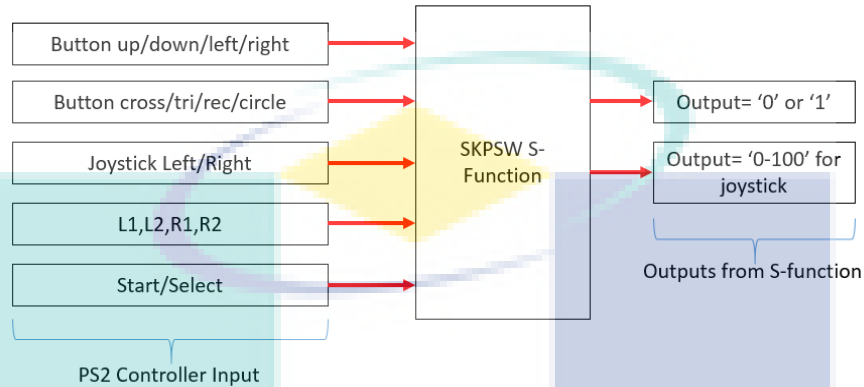 Button up/down/left/right
Button cross/tri/rec/circle
Joystick Left/Right
L1,L2,R1,R2
Start/Select
PS2 Controller Input
SKPSW S-
Function
Output= ‘0’ or ‘1’
Output= ‘0-100’ for
joystick
Outputs from S-function